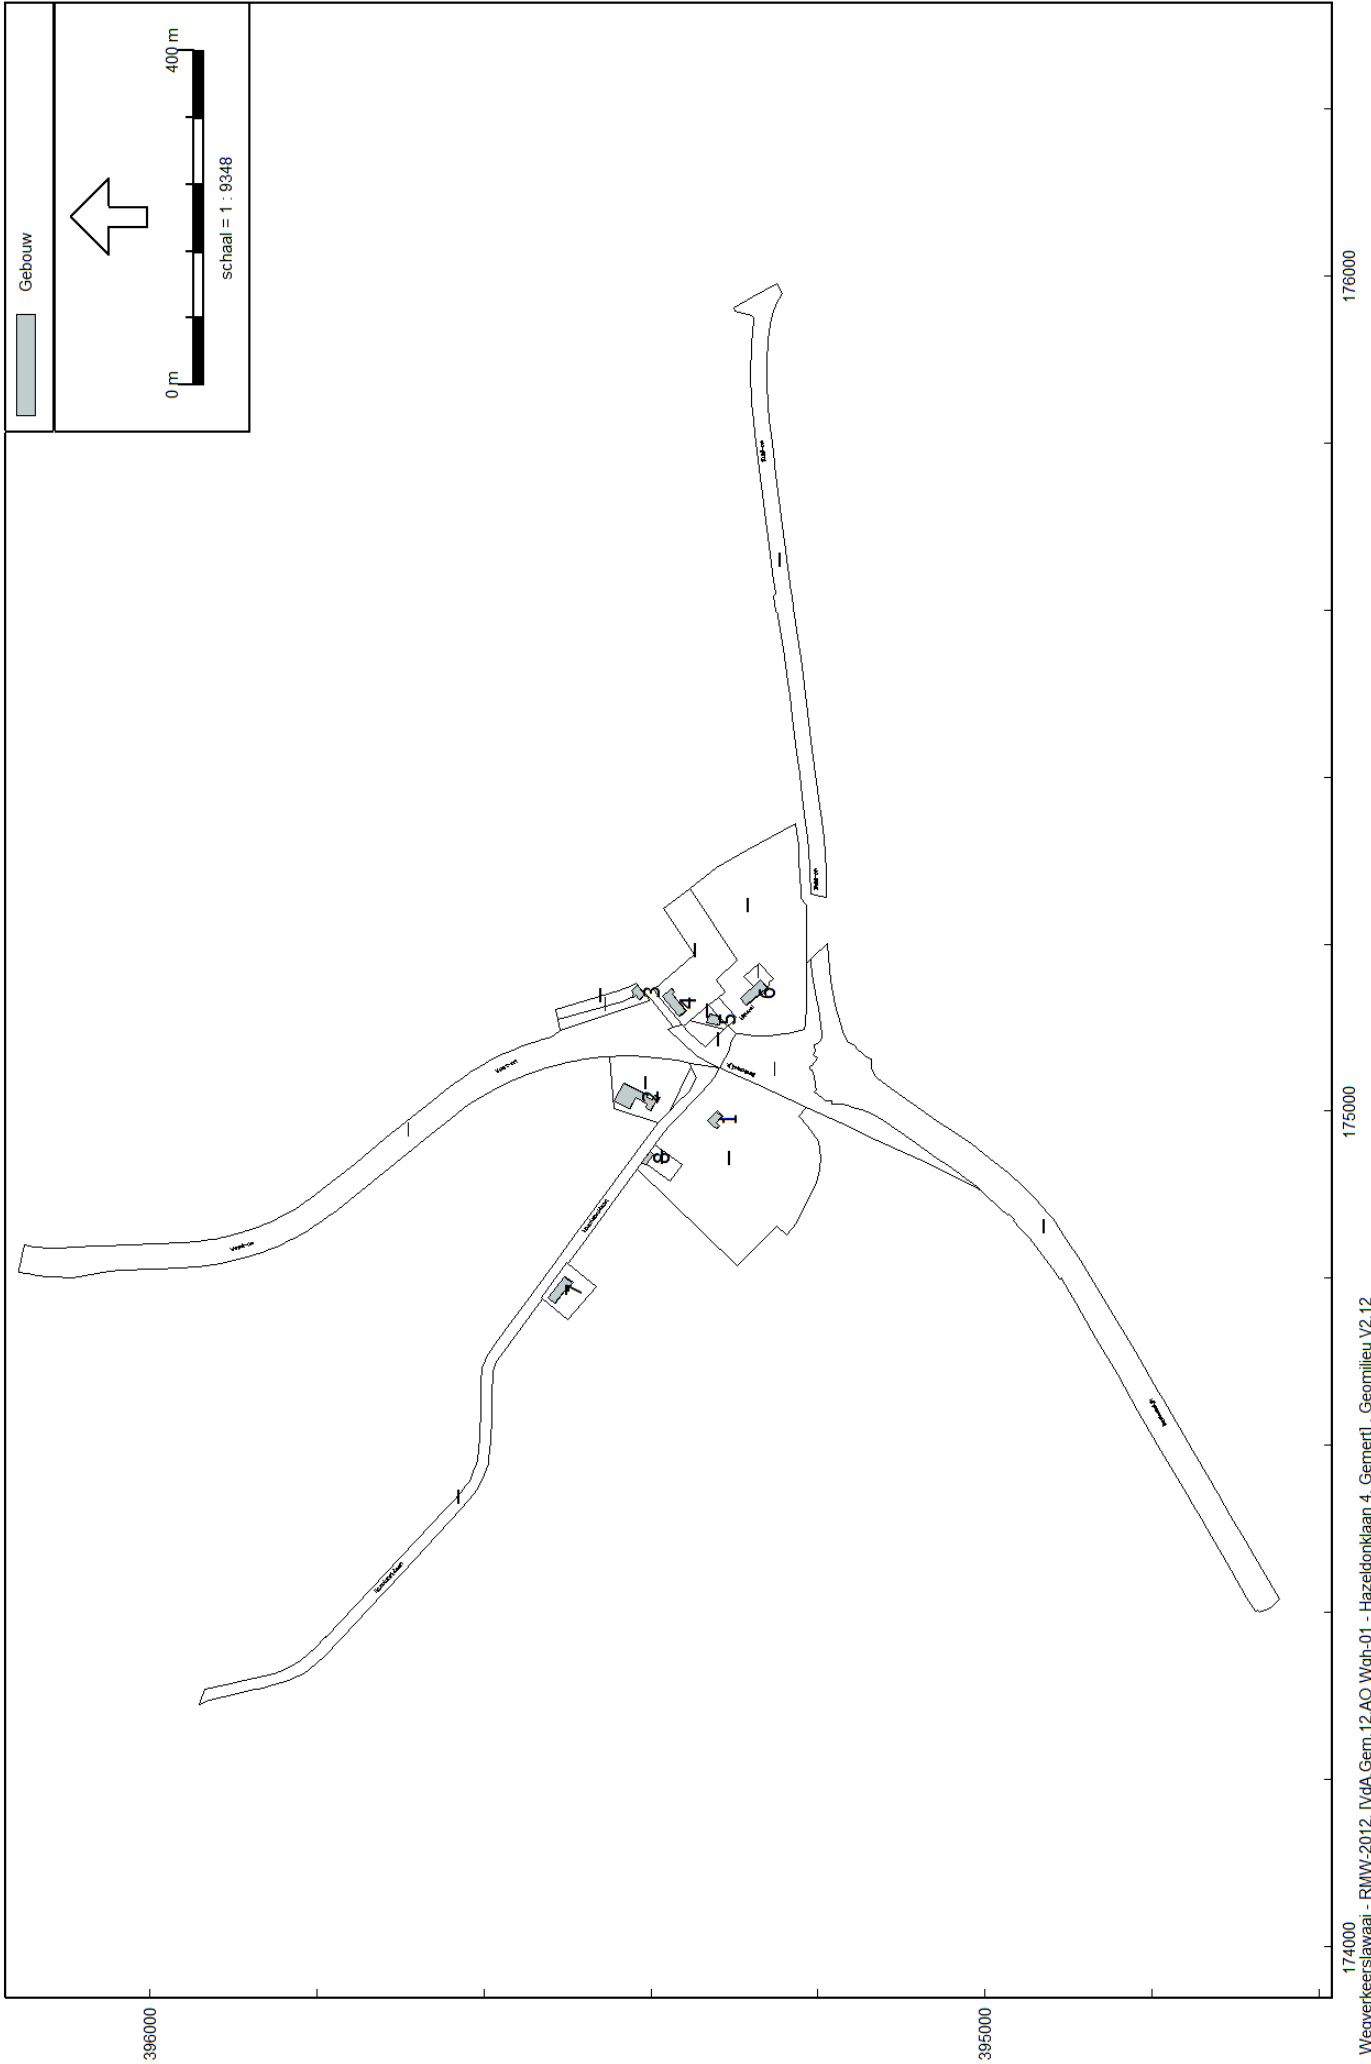 Gebouw
0 m
400 m
schaal = 1 : 9348
396000
395000
174000
175000
176000
1
2
3
4
5
6
7
8
Wegverkeerslawaai - RMW-2012, [VdA.Gem.12.AO Wgh-01 - Hazeldonklaan 4, Gemert], Geomilieu V2.12